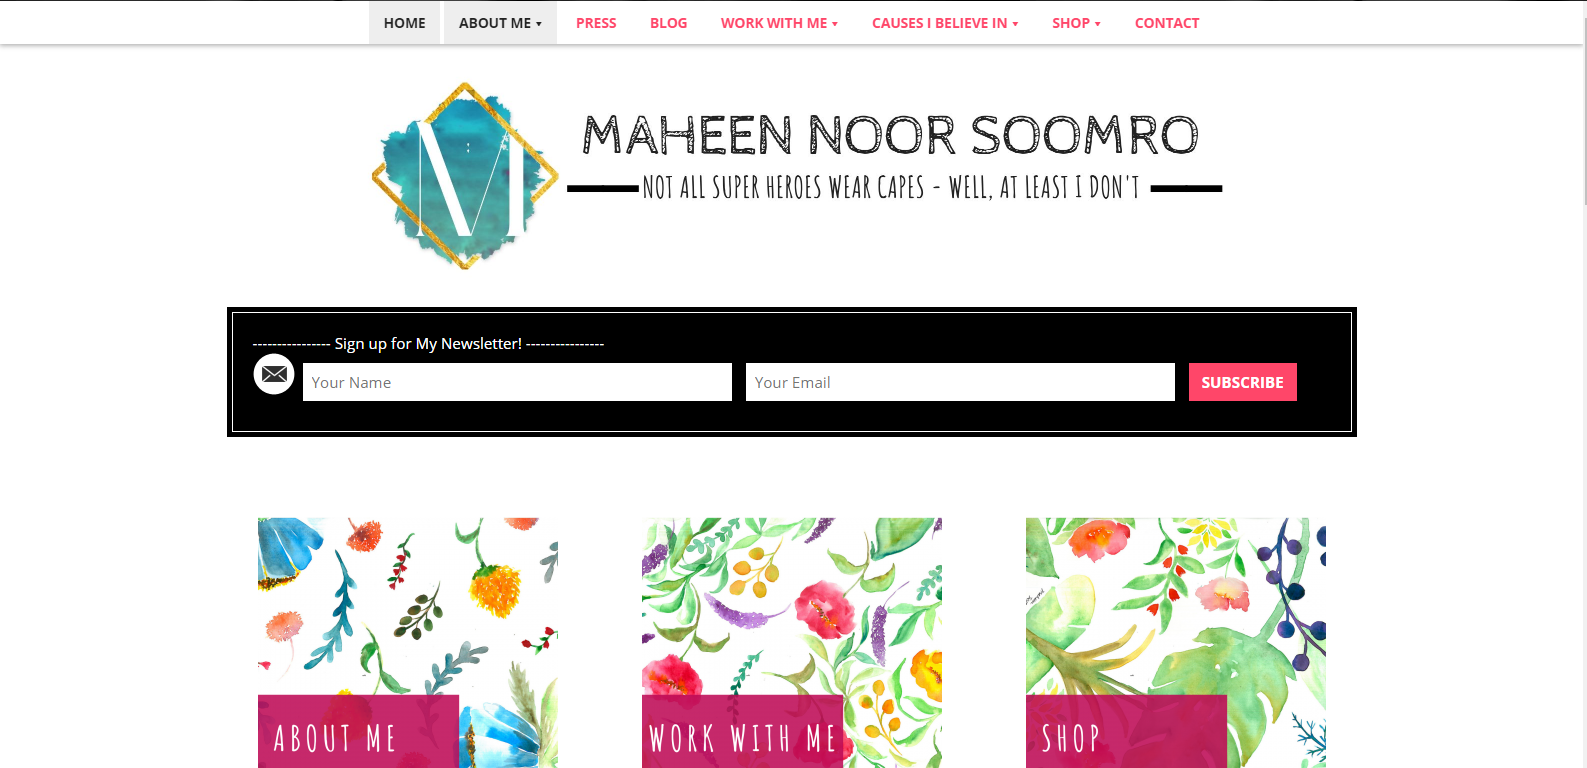 HOME ABOUT ME ▾ PRESS BLOG WORK WITH ME ▾ CAUSES I BELIEVE IN ▾ SHOP ▾ CONTACT
M
MAHEEN NOOR SOOMRO
NOT ALL SUPER HEROES WEAR CAPES - WELL, AT LEAST I DON'T
---------------- Sign up for My Newsletter! ----------------
Your Name Your Email SUBSCRIBE
ABOUT ME WORK WITH ME SHOP